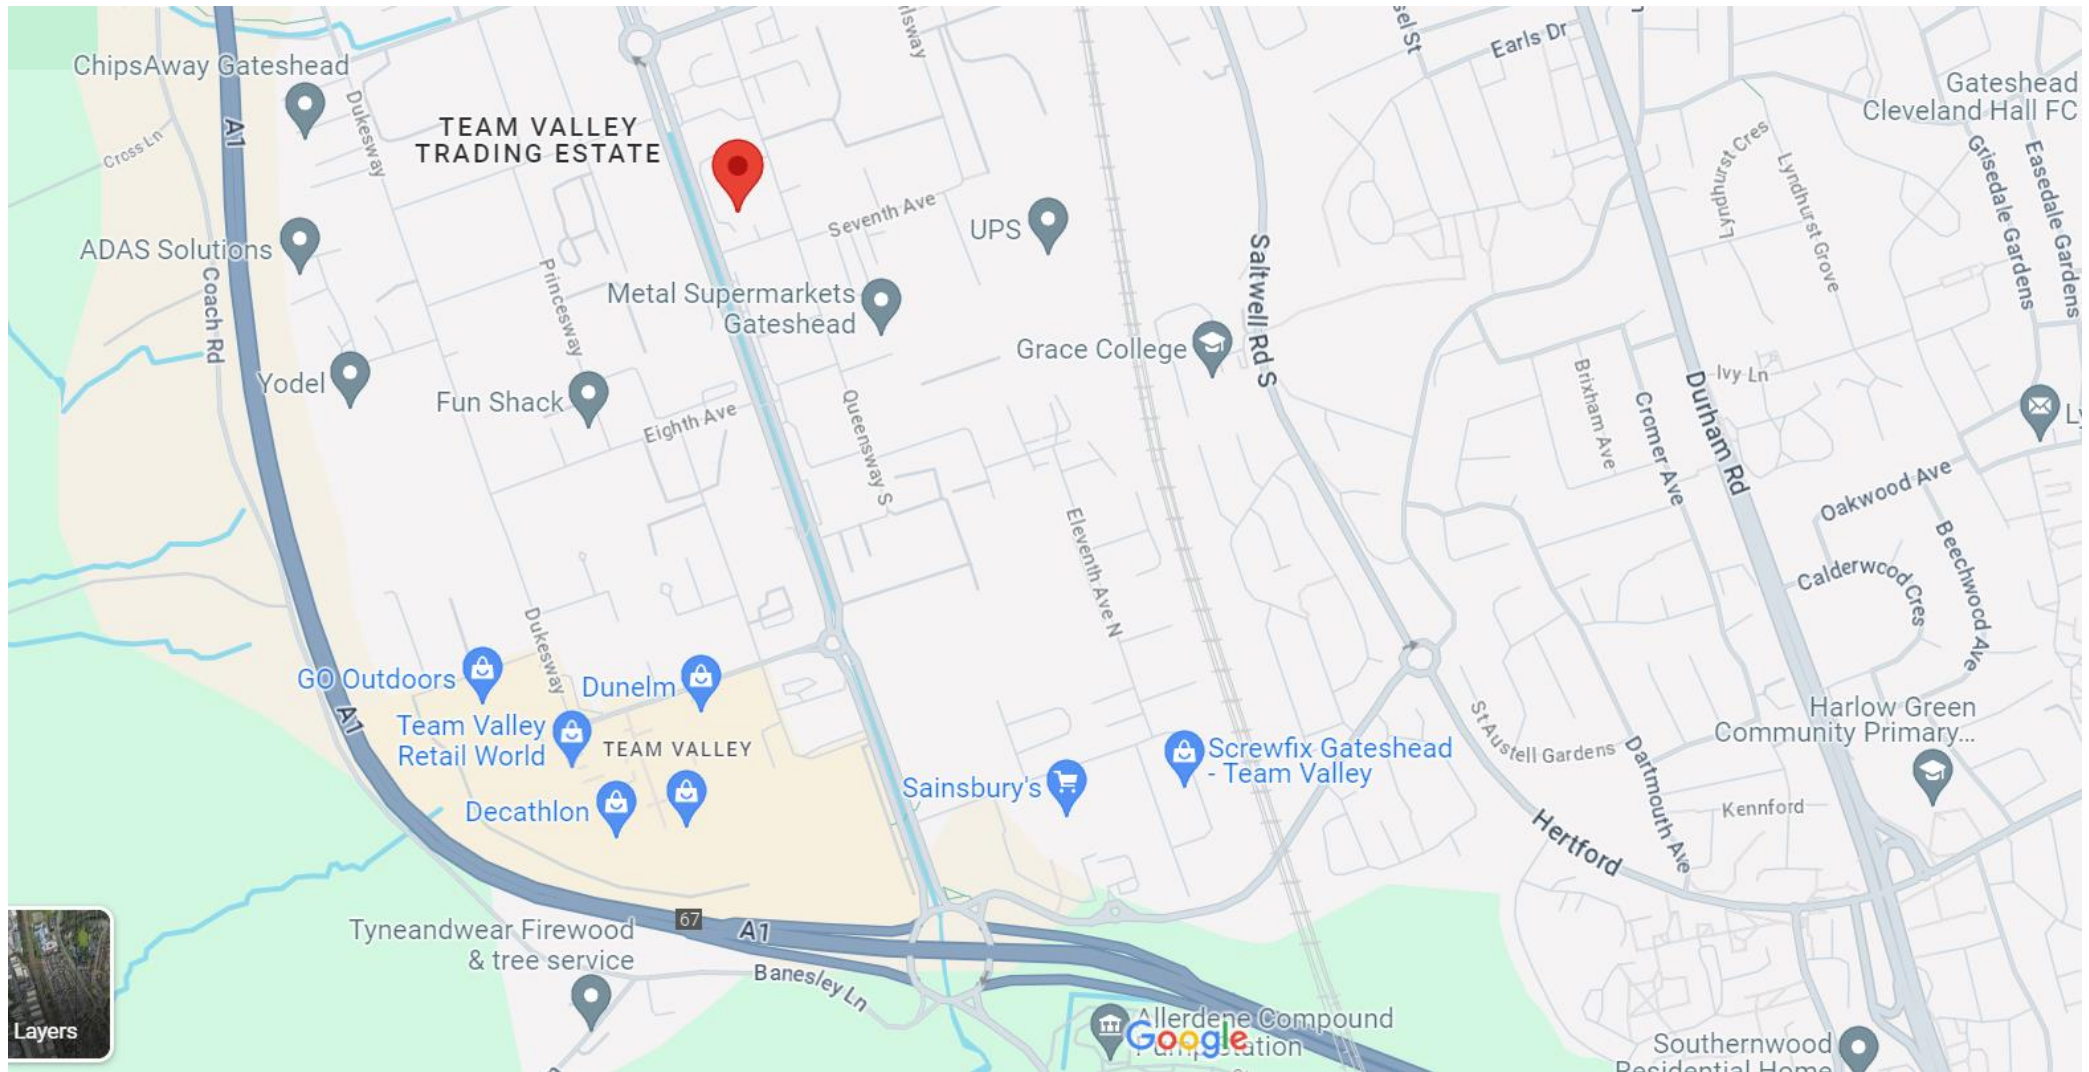 ChipsAway Gateshead
Dukesway
A1
Cross Ln
TEAM VALLEY
TRADING ESTATE
Earls Dr
Gateshead
Cleveland Hall FC
Lyndhurst Cres
Lyndhurst Grove
Grisedale Gardens
Easedale Gardens
Seventh Ave
UPS
ADAS Solutions
Coach Rd
Princesway
Metal Supermarkets
Gateshead
Saltwell Rd S
Grace College
Yodel
Fun Shack
Eighth Ave
Queensway S
Brixham Ave
Cromer Ave
Ivy Ln
Durham Rd
Oakwood Ave
Beechwood Ave
Calderwood Cres
Eleventh Ave N
Dukesway
GO Outdoors
Dunelm
A1
Team Valley
Retail World
TEAM VALLEY
Decathlon
Sainsbury's
Screwfix Gateshead
- Team Valley
St Austell Gardens
Dartmouth Ave
Harlow Green
Community Primary...
Kennford
Hertford
67
A1
Tyneandwear Firewood
& tree service
Banesley Ln
Layers
Allerdene Compound
Pump Station
Google
Southernwood
Residential Home